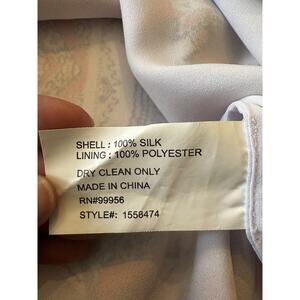 SHELL : 100% SILK
LINING : 100% POLYESTER
DRY CLEAN ONLY
MADE IN CHINA
RN#99956
STYLE#: 1558474